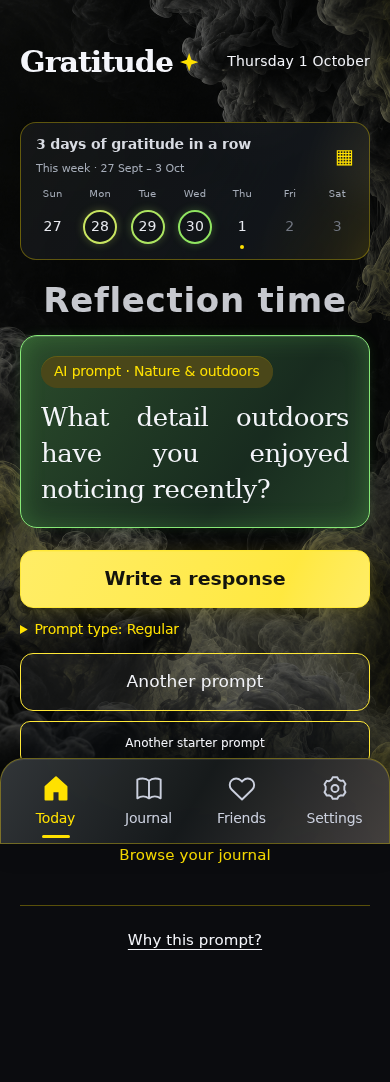 Gratitude
Thursday 1 October
3 days of gratitude in a row
This week · 27 Sept – 3 Oct
Sun Mon Tue Wed Thu Fri Sat
27 28 29 30 1 2 3
Reflection time
AI prompt · Nature & outdoors
What detail outdoors
have you enjoyed
noticing recently?
Write a response
Prompt type: Regular
Another prompt
Another starter prompt
Today Journal Friends Settings
Browse your journal
Why this prompt?